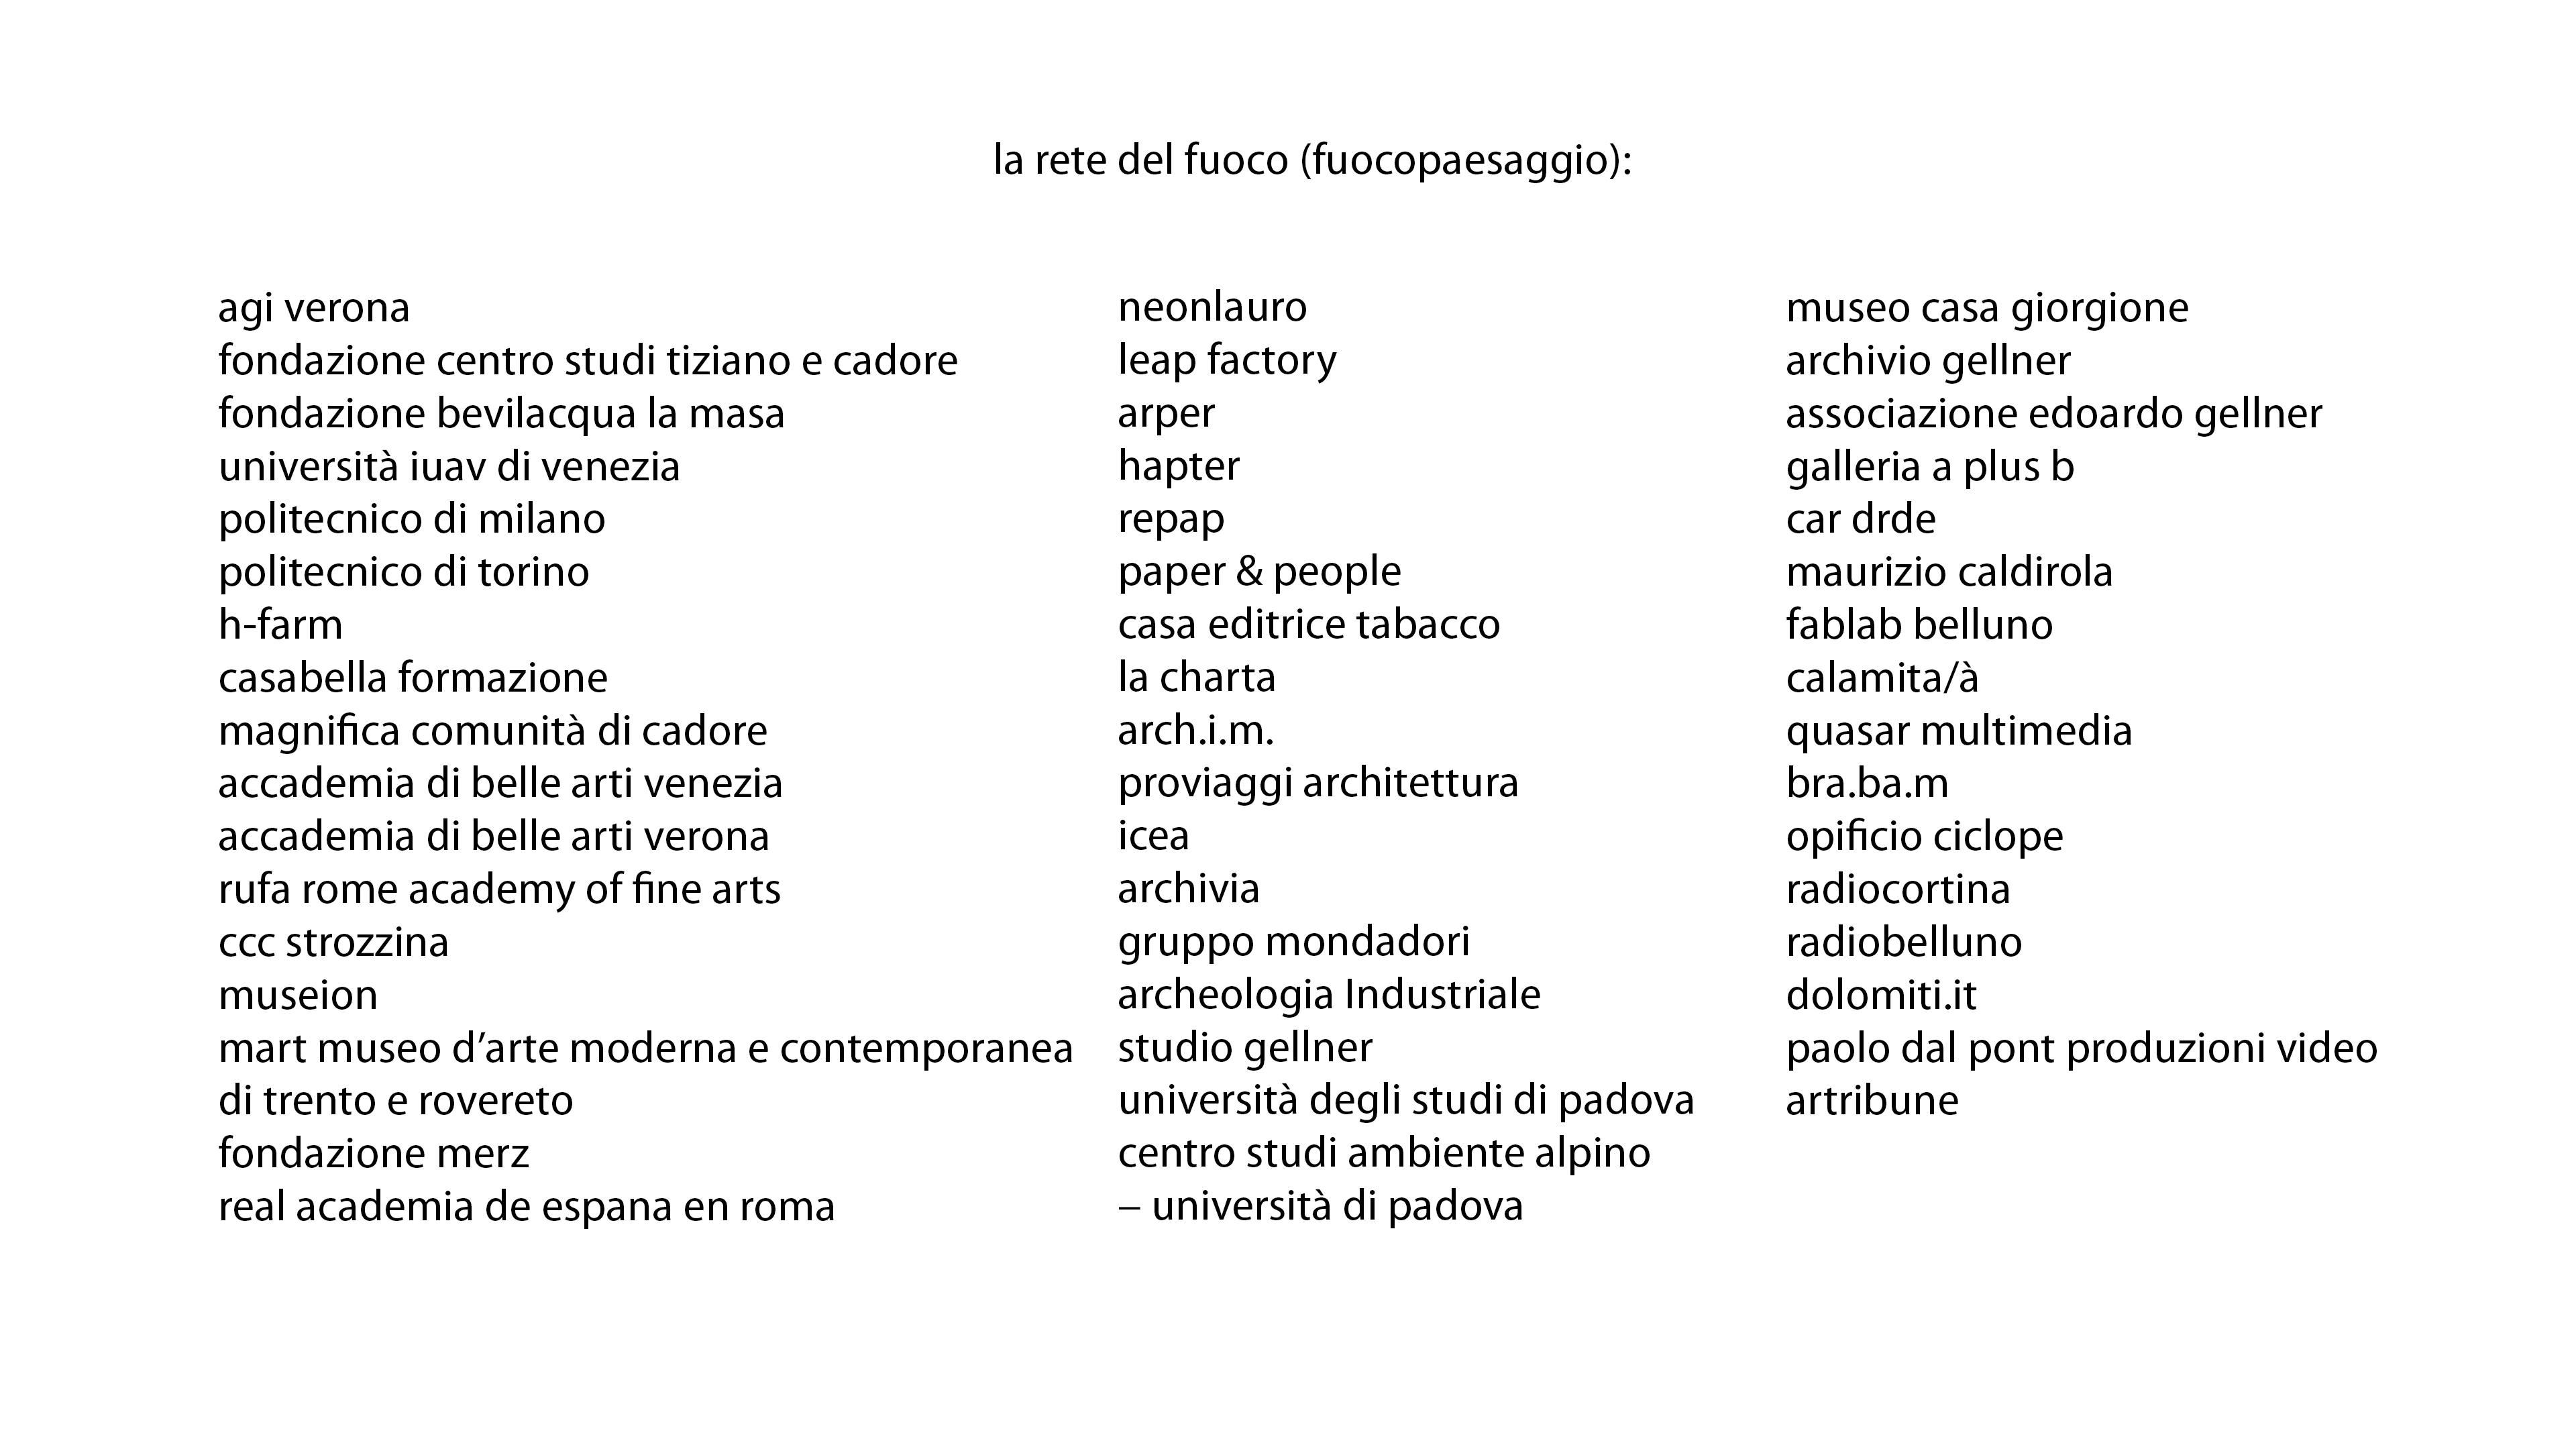 la rete del fuoco (fuocopaesaggio):
agi verona
fondazione centro studi tiziano e cadore
fondazione bevilacqua la masa
università iuav di venezia
politecnico di milano
politecnico di torino
h-farm
casabella formazione
magnifica comunità di cadore
accademia di belle arti venezia
accademia di belle arti verona
rufa rome academy of fine arts
ccc strozzina
museion
mart museo d’arte moderna e contemporanea
di trento e rovereto
fondazione merz
real academia de espana en roma
neonlauro
leap factory
arper
hapter
repap
paper & people
casa editrice tabacco
la charta
arch.i.m.
proviaggi architettura
icea
archivia
gruppo mondadori
archeologia Industriale
studio gellner
università degli studi di padova
centro studi ambiente alpino
– università di padova
museo casa giorgione
archivio gellner
associazione edoardo gellner
galleria a plus b
car drde
maurizio caldirola
fablab belluno
calamita/à
quasar multimedia
bra.ba.m
opificio ciclope
radiocortina
radiobelluno
dolomiti.it
paolo dal pont produzioni video
artribune